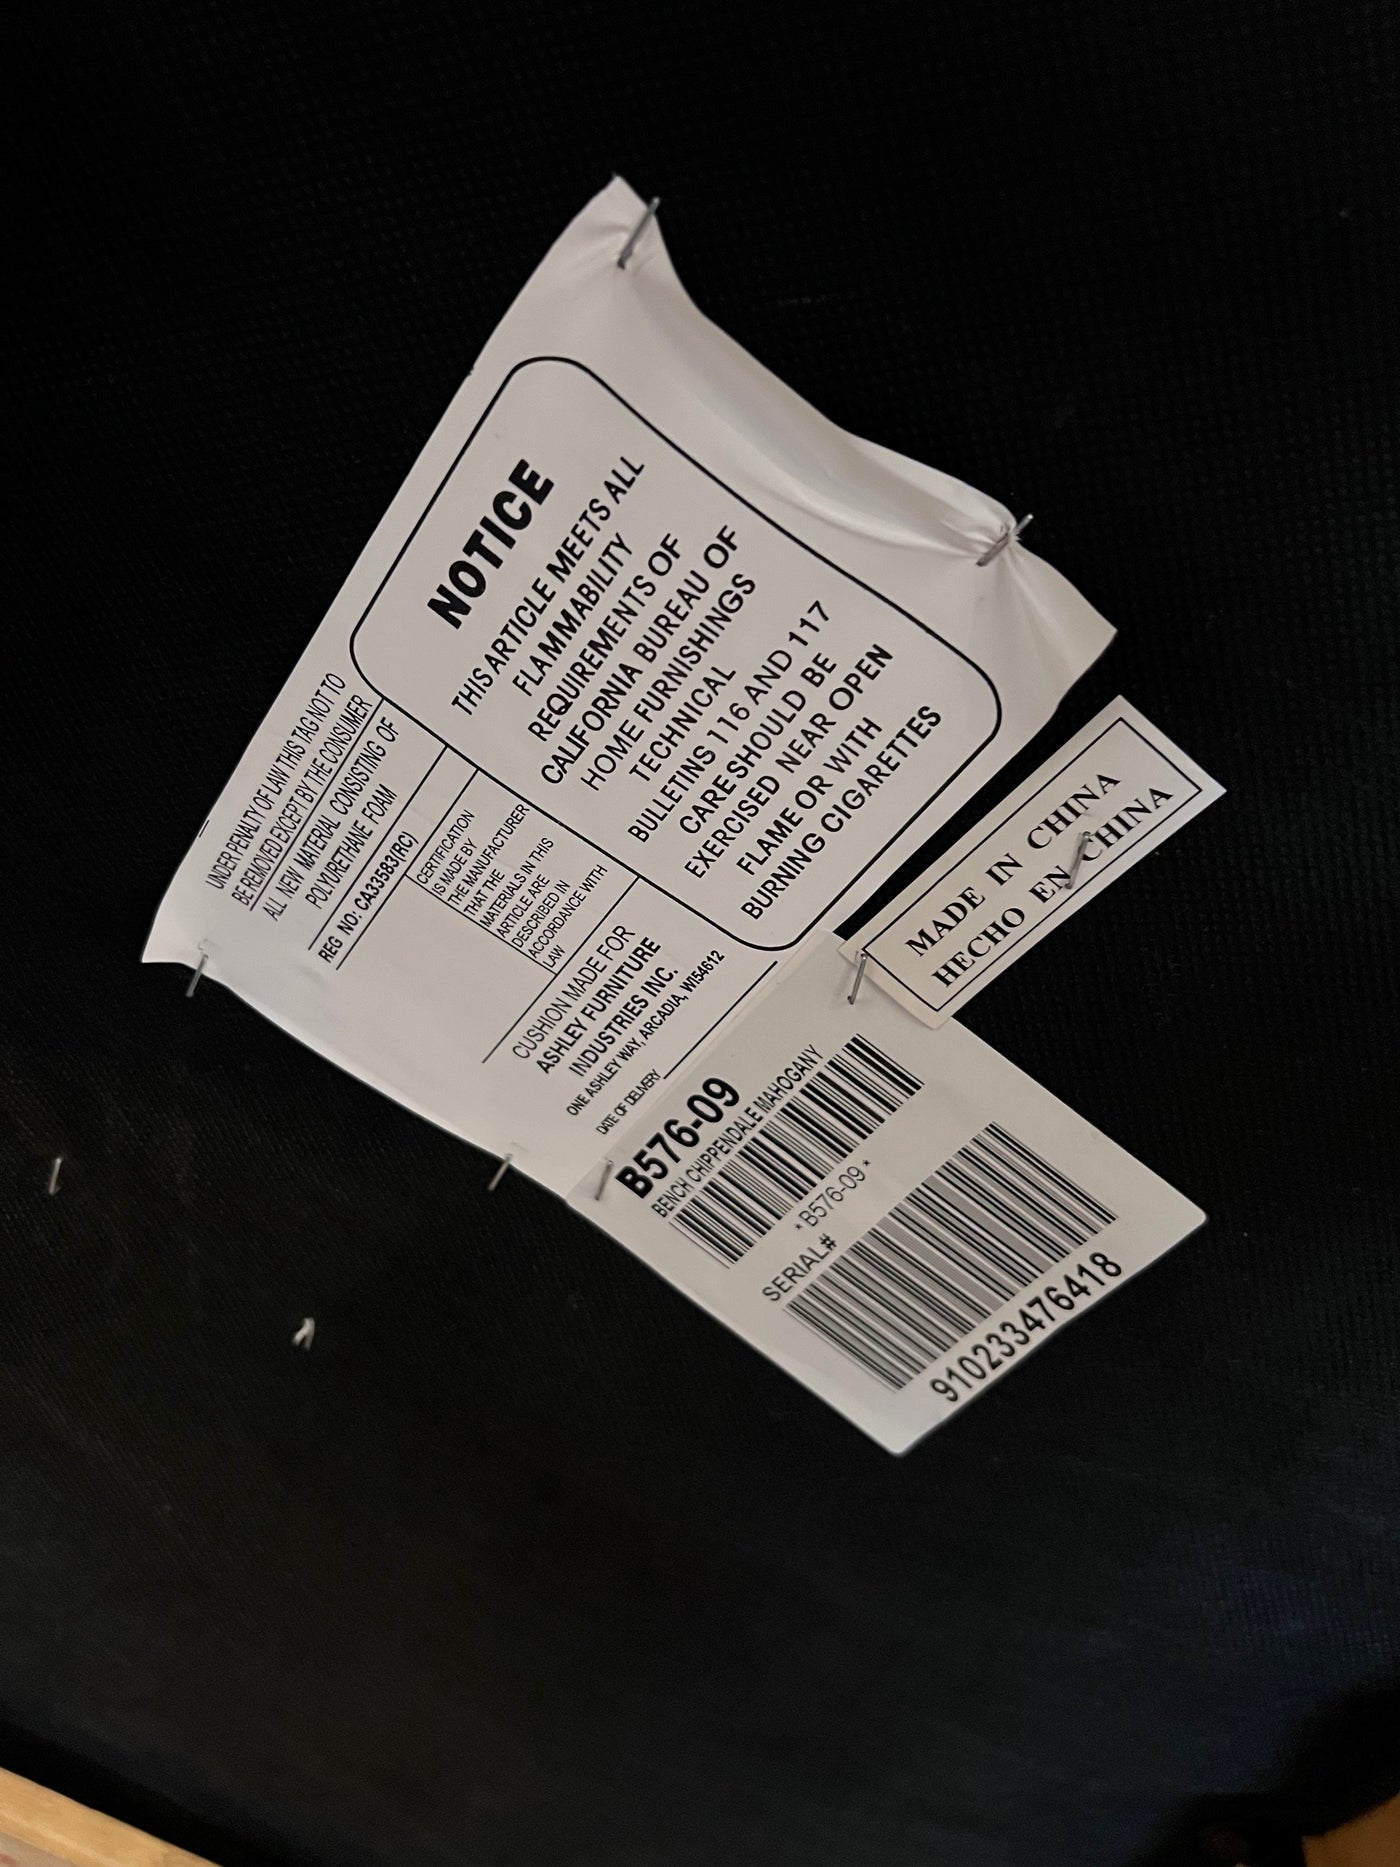 UNDER PENALTY OF LAW THIS TAG NOT TO
BE REMOVED EXCEPT BY THE CONSUMER
ALL NEW MATERIAL CONSISTING OF
POLYURETHANE FOAM
REG NO: CA33583(RC)
CERTIFICATION
IS MADE BY
THE MANUFACTURER
THAT THE
MATERIALS IN THIS
ARTICLE ARE
DESCRIBED IN
ACCORDANCE WITH
LAW
CUSHION MADE FOR
ASHLEY FURNITURE
INDUSTRIES INC.
ONE ASHLEY WAY, ARCADIA, WI54612
DATE OF DELIVERY
NOTICE
THIS ARTICLE MEETS ALL
FLAMMABILITY
REQUIREMENTS OF
CALIFORNIA BUREAU OF
HOME FURNISHINGS
TECHNICAL
BULLETINS 116 AND 117
CARE SHOULD BE
EXERCISED NEAR OPEN
FLAME OR WITH
BURNING CIGARETTES
MADE IN CHINA
HECHO EN CHINA
B576-09
BENCH CHIPPENDALE MAHOGANY
*B576-09*
SERIAL#
910233476418